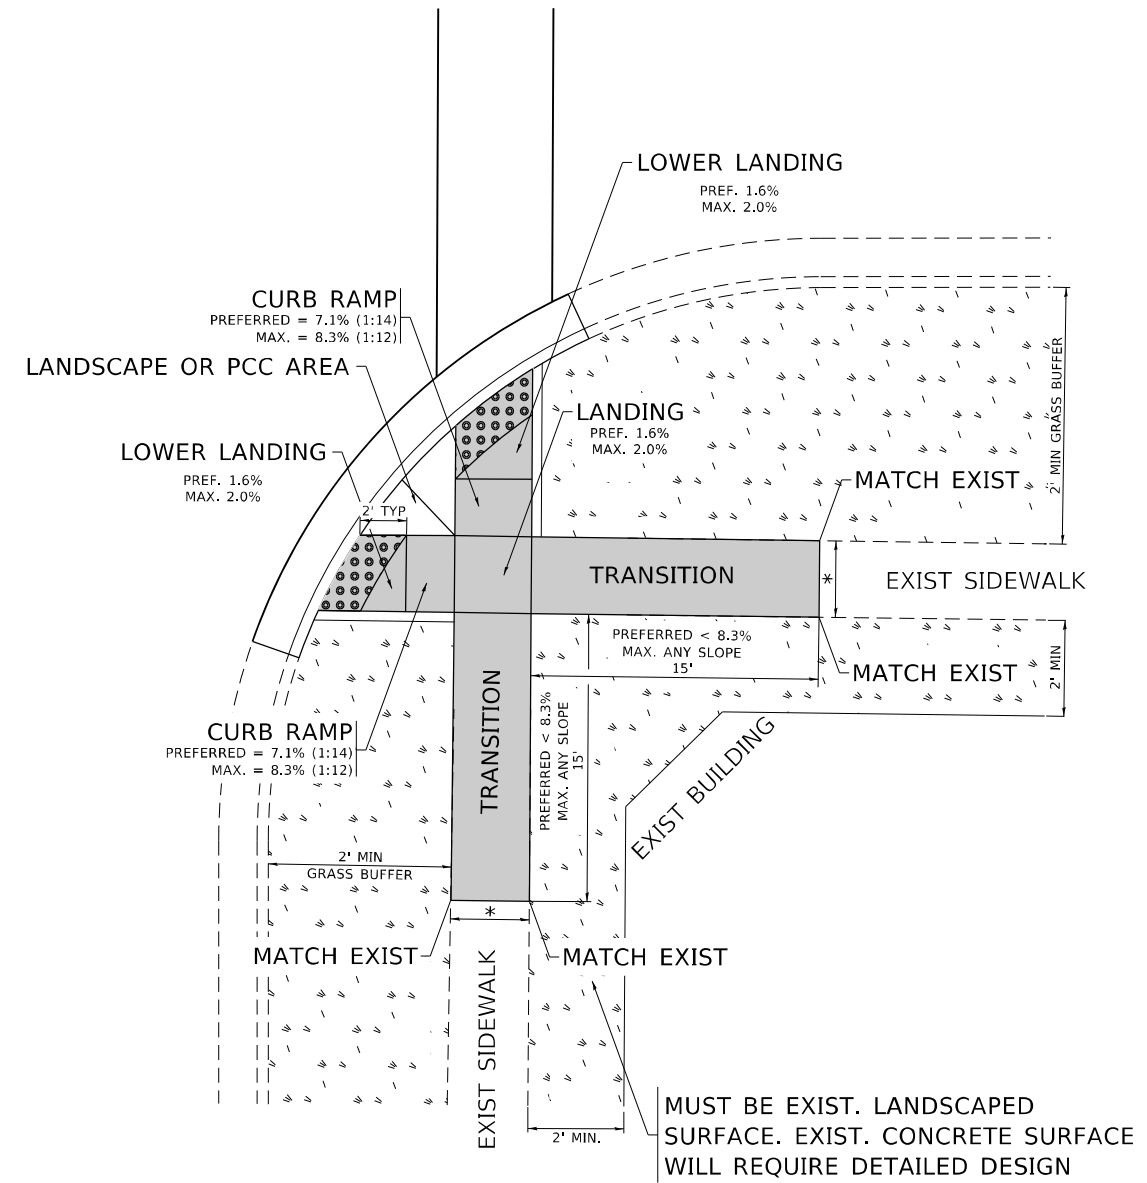 LOWER LANDING
PREF. 1.6%
MAX. 2.0%
CURB RAMP
PREFERRED = 7.1% (1:14)
MAX. = 8.3% (1:12)
LANDSCAPE OR PCC AREA
LANDING
PREF. 1.6%
MAX. 2.0%
2' MIN GRASS BUFFER
LOWER LANDING
PREF. 1.6%
MAX. 2.0%
MATCH EXIST
2' TYP
TRANSITION
*
EXIST SIDEWALK
PREFERRED < 8.3%
MAX. ANY SLOPE
15'
MATCH EXIST
2' MIN
CURB RAMP
PREFERRED = 7.1% (1:14)
MAX. = 8.3% (1:12)
TRANSITION
PREFERRED < 8.3%
MAX. ANY SLOPE
15'
EXIST BUILDING
2' MIN
GRASS BUFFER
*
MATCH EXIST
MATCH EXIST
EXIST SIDEWALK
2' MIN.
MUST BE EXIST. LANDSCAPED
SURFACE. EXIST. CONCRETE SURFACE
WILL REQUIRE DETAILED DESIGN